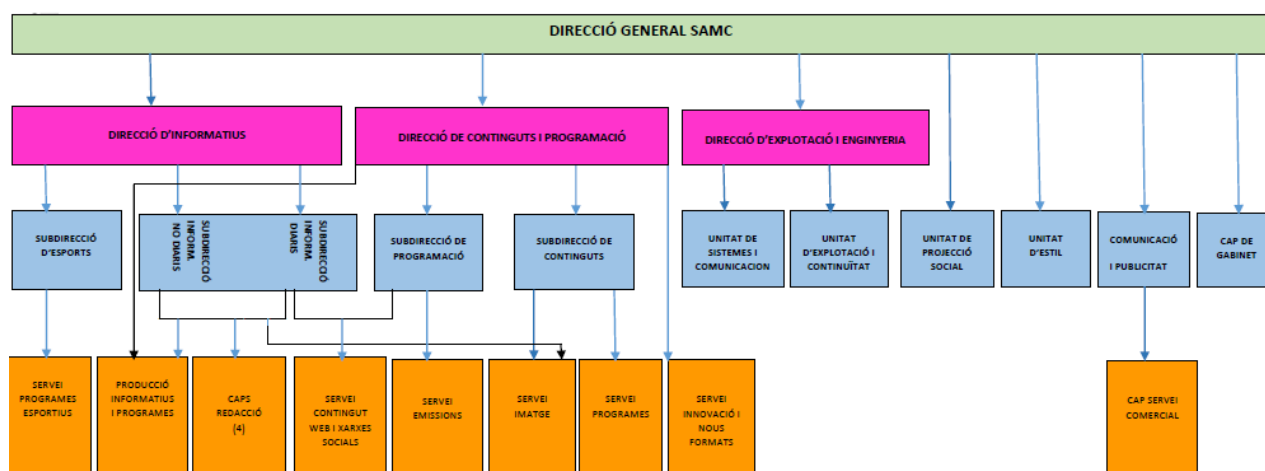 DIRECCIÓ GENERAL SAMC
DIRECCIÓ D'INFORMATIUS
DIRECCIÓ DE CONTINGUTS I PROGRAMACIÓ
DIRECCIÓ D'EXPLOTACIÓ I ENGINYERIA
SUBDIRECCIÓ
D'ESPORTS
SUBDIRECCIÓ
INFORM.
NO DIARIS
SUBDIRECCIÓ
INFORM.
DIARIS
SUBDIRECCIÓ DE
PROGRAMACIÓ
SUBDIRECCIÓ DE
CONTINGUTS
UNITAT DE
SISTEMES I
COMUNICACION
UNITAT
D'EXPLOTACIÓ I
CONTINUÏTAT
UNITAT DE
PROJECCIÓ
SOCIAL
UNITAT
D'ESTIL
COMUNICACIÓ
I PUBLICITAT
CAP DE
GABINET
SERVEI
PROGRAMES
ESPORTIUS
PRODUCCIÓ
INFORMATIUS
I PROGRAMES
CAPS
REDACCIÓ
(4)
SERVEI
CONTINGUT
WEB I XARXES
SOCIALS
SERVEI
EMISSIONS
SERVEI
IMATGE
SERVEI
PROGRAMES
SERVEI
INNOVACIÓ I
NOUS
FORMATS
CAP SERVEI
COMERCIAL